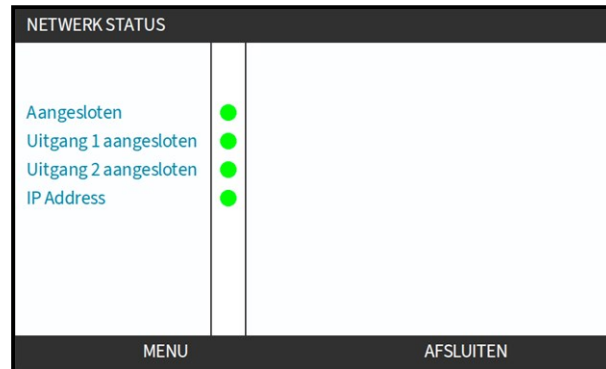 NETWERK STATUS
Aangesloten
Uitgang 1 aangesloten
Uitgang 2 aangesloten
IP Address
MENU AFSLUITEN